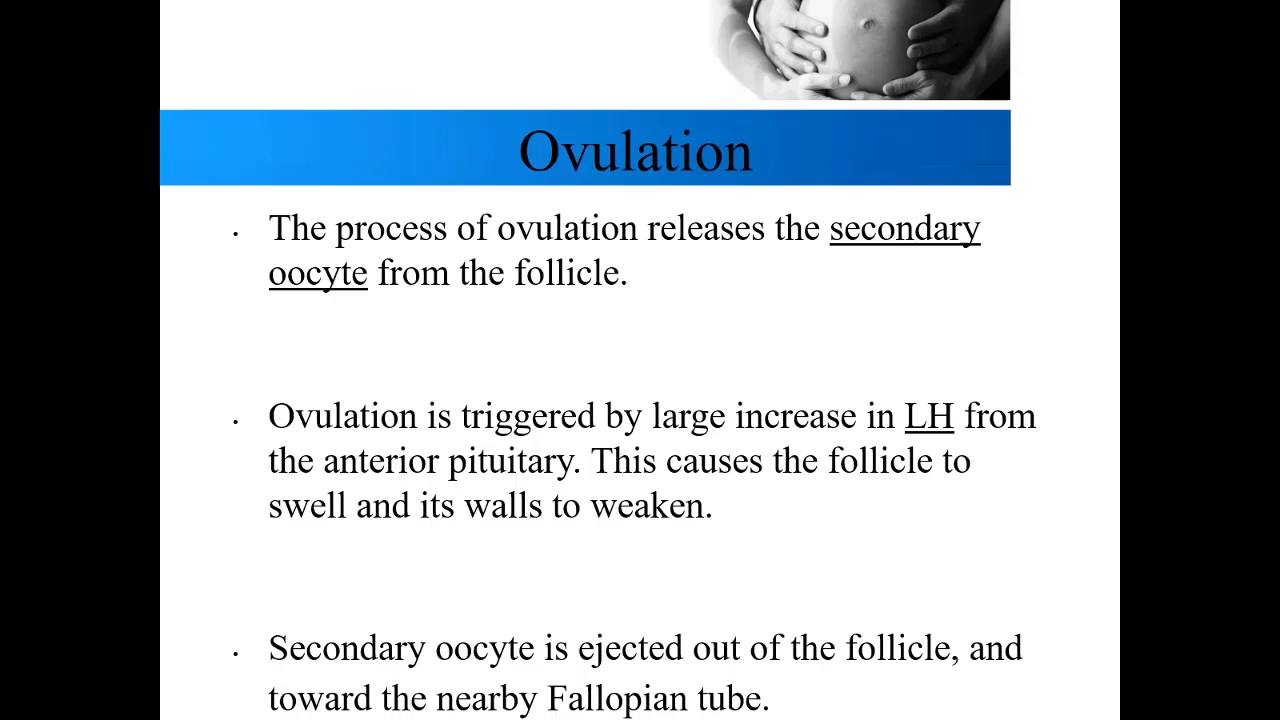 Ovulation
• The process of ovulation releases the secondary
oocyte from the follicle.
• Ovulation is triggered by large increase in LH from
the anterior pituitary. This causes the follicle to
swell and its walls to weaken.
• Secondary oocyte is ejected out of the follicle, and
toward the nearby Fallopian tube.